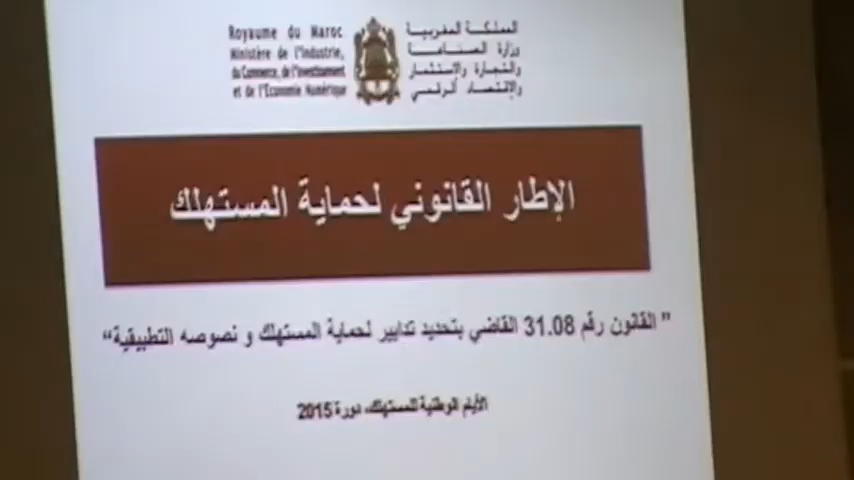 Royaume du Maroc
Ministère de l'Industrie,
du Commerce, de l'Investissement
et de l'Economie Numérique
المملكة المغربية
وزارة الصناعة
والتجارة والاستثمار
والاقتصاد الرقمي
الإطار القانوني لحماية المستهلك
" القانون رقم 31.08 القاضي بتحديد تدابير لحماية المستهلك و نصوصه التطبيقية"
الأيام الوطنية للمستهلك، دورة 2015